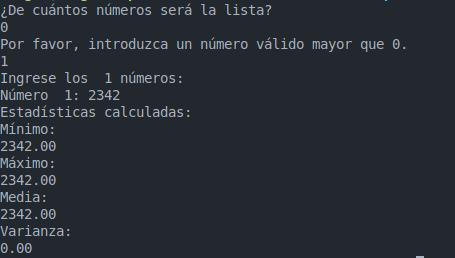 ¿De cuántos números será la lista?
0
Por favor, introduzca un número válido mayor que 0.
1
Ingrese los  1 números:
Número  1: 2342
Estadísticas calculadas:
Mínimo:
2342.00
Máximo:
2342.00
Media:
2342.00
Varianza:
0.00